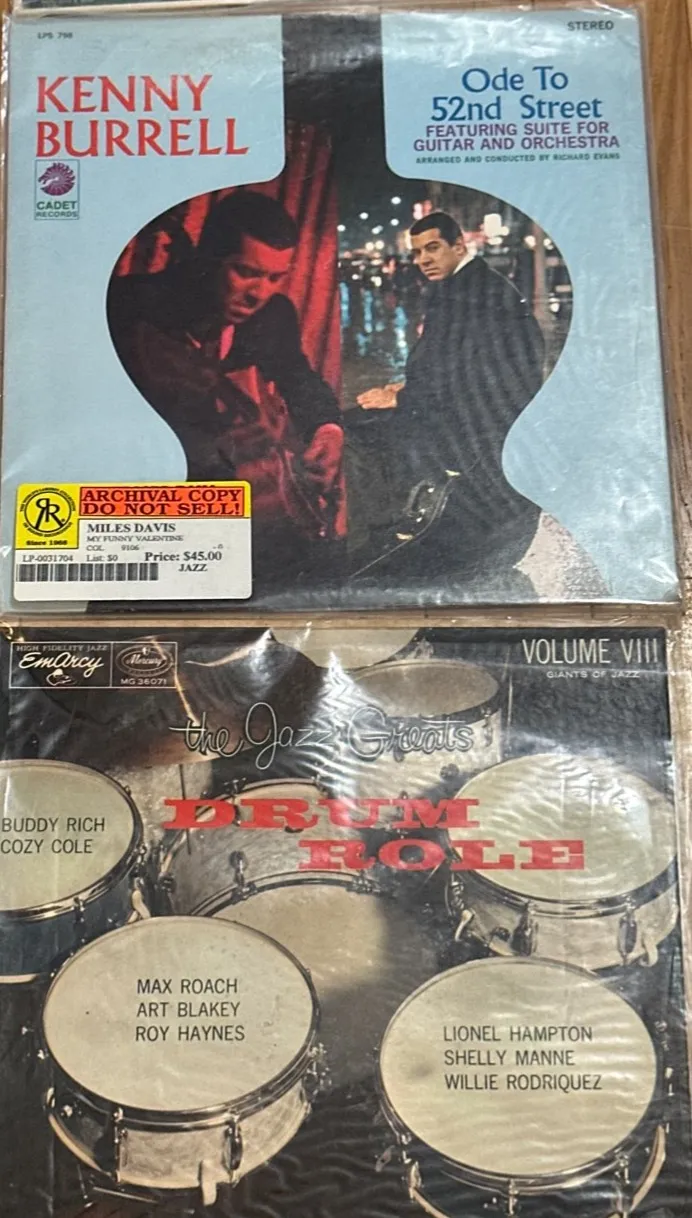 LPS 798
STEREO
KENNY
BURRELL
CADET
RECORDS
Ode To
52nd Street
FEATURING SUITE FOR
GUITAR AND ORCHESTRA
ARRANGED AND CONDUCTED BY RICHARD EVANS
RR
Since 1968
ARCHIVAL COPY
DO NOT SELL!
MILES DAVIS
MY FUNNY VALENTINE
COL 9106 -0
LP-0031704 List: $0 Price: $45.00
JAZZ
HIGH FIDELITY JAZZ
EmArcy
Mercury
MG 36071
VOLUME VIII
GIANTS OF JAZZ
the Jazz Greats
DRUM
ROLE
BUDDY RICH
COZY COLE
MAX ROACH
ART BLAKEY
ROY HAYNES
LIONEL HAMPTON
SHELLY MANNE
WILLIE RODRIQUEZ